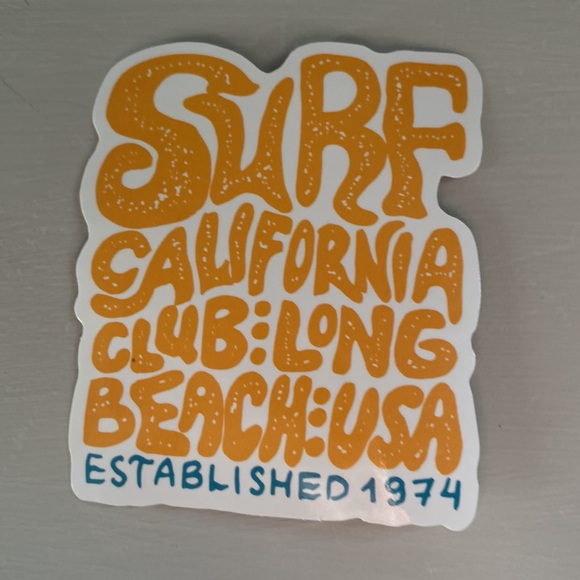 SURF
CALIFORNIA
CLUB:LONG
BEACH:USA
ESTABLISHED 1974